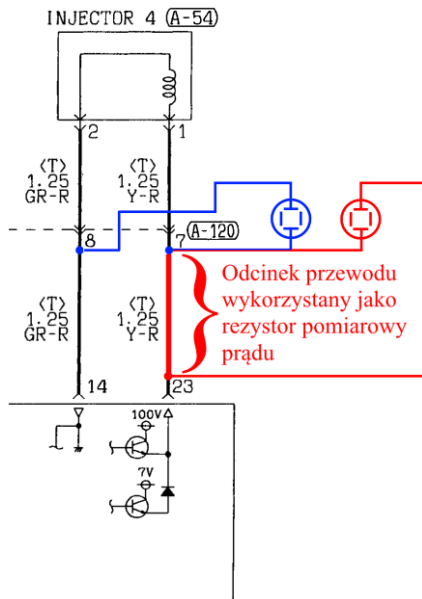 INJECTOR 4 (A-54)
2 1
<T> <T>
1.25 1.25
GR-R Y-R
8 7 (A-120)
Odcinek przewodu
wykorzystany jako
rezystor pomiarowy
prądu
<T> <T>
1.25 1.25
GR-R Y-R
14 23
100V
7V